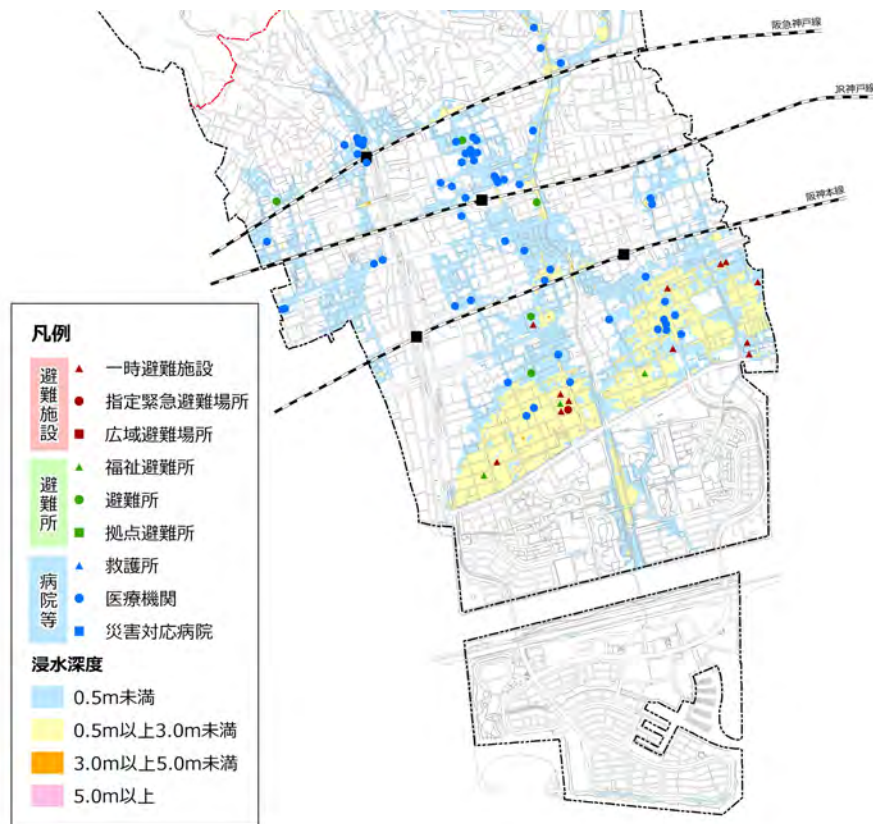 阪急神戸線
JR神戸線
阪神本線
凡例
避難施設
一時避難施設
指定緊急避難場所
広域避難場所
避難所
福祉避難所
避難所
拠点避難所
病院等
救護所
医療機関
災害対応病院
浸水深度
0.5m未満
0.5m以上3.0m未満
3.0m以上5.0m未満
5.0m以上